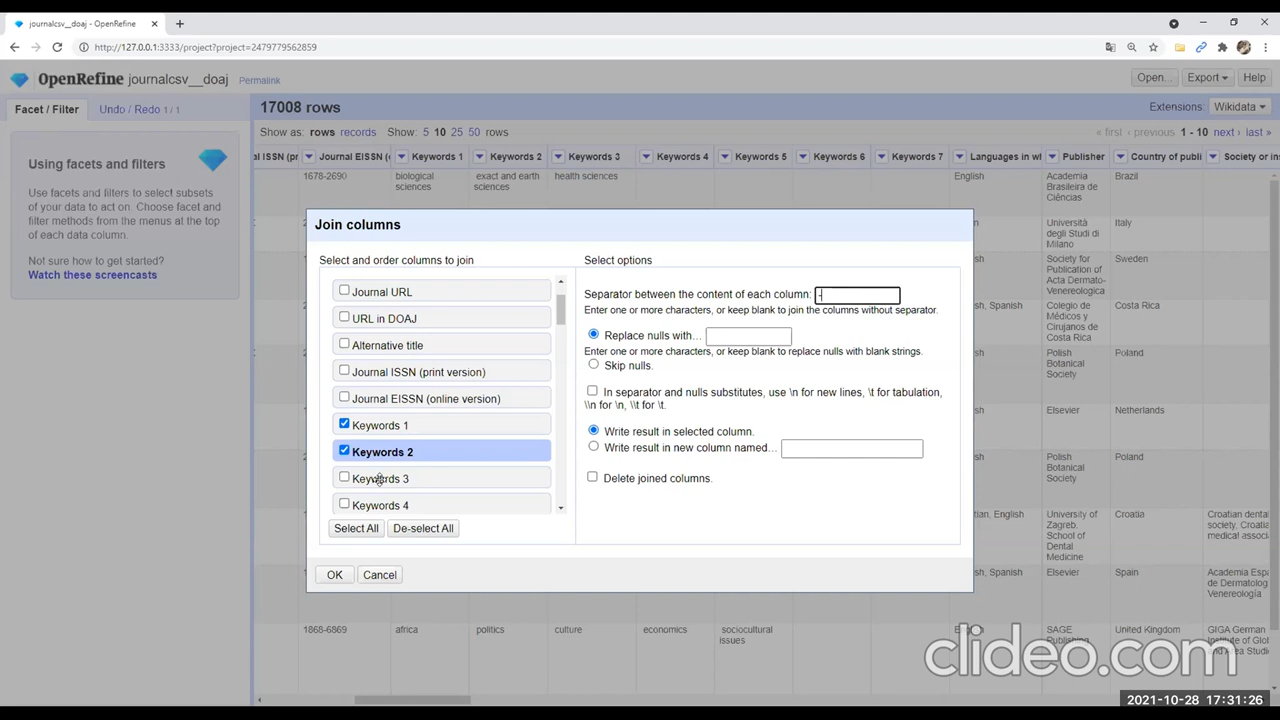 journalcsv__doaj - OpenRefine
http://127.0.0.1:3333/project?project=2479779562859
OpenRefine journalcsv__doaj Permalink
Open... Export Help
Facet / Filter Undo / Redo 1 / 1
17008 rows
Extensions: Wikidata
Show as: rows records Show: 5 10 25 50 rows
« first ‹ previous 1 - 10 next › last »
Using facets and filters
Use facets and filters to select subsets
of your data to act on. Choose facet and
filter methods from the menus at the top
of each data column.
Not sure how to get started?
Watch these screencasts
al ISSN (pr Journal EISSN ( Keywords 1 Keywords 2 Keywords 3 Keywords 4 Keywords 5 Keywords 6 Keywords 7 Languages in wl Publisher Country of publi Society or in
1678-2690 biological exact and earth health sciences English Academia Brazil
sciences sciences Brasileira de
Ciências
Università Italy
degli Studi di
Milano
Society for Sweden
Publication of
Acta Dermato-
Venereologica
sh, Spanish Colegio de Costa Rica
Médicos y
Cirujanos de
Costa Rica
Polish Poland
Botanical
Society
Elsevier Netherlands
Polish Poland
Botanical
Society
tian, English University of Croatia Croatian dental
Zagreb. society, Croatia
School of medical associ
Dental
Medicine
sh, Spanish Elsevier Spain Academia Espa
de Dermatolog
Venereología
1868-6869 africa politics culture economics sociocultural English SAGE United Kingdom GIGA German
issues Publishing Institute of Glob
and Area Studi
Join columns
Select and order columns to join
Journal URL
URL in DOAJ
Alternative title
Journal ISSN (print version)
Journal EISSN (online version)
Keywords 1
Keywords 2
Keywords 3
Keywords 4
Select All De-select All
Select options
Separator between the content of each column: -
Enter one or more characters, or keep blank to join the columns without separator.
Replace nulls with…
Enter one or more characters, or keep blank to replace nulls with blank strings.
Skip nulls.
In separator and nulls substitutes, use \n for new lines, \t for tabulation,
\\n for \n, \\t for \t.
Write result in selected column.
Write result in new column named…
Delete joined columns.
OK Cancel
clideo.com
2021-10-28 17:31:26